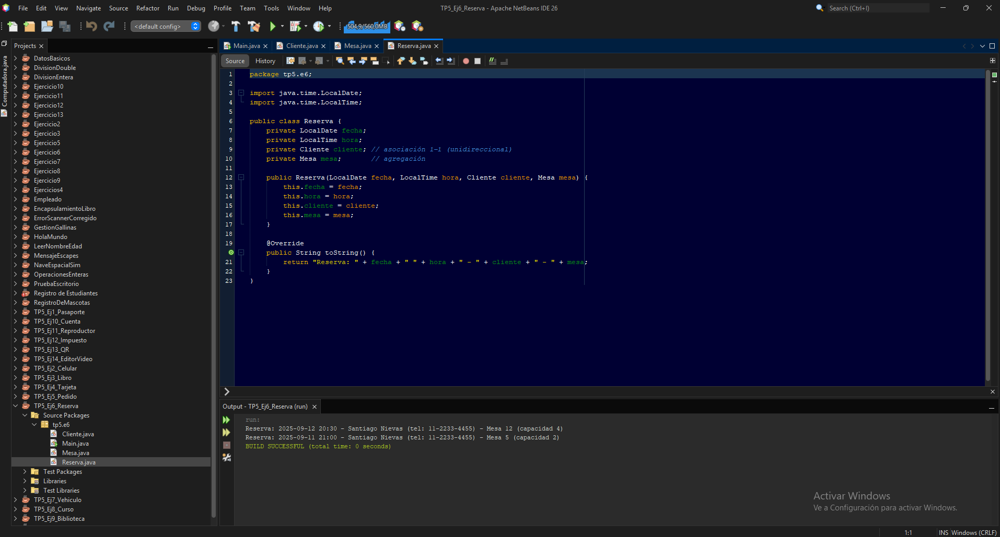 File Edit View Navigate Source Refactor Run Debug Profile Team Tools Window Help
TP5_Ej6_Reserva - Apache NetBeans IDE 26
Search (Ctrl+I)
<default config>
504,9/560,0MB
Computadora.java
Projects
DatosBasicos
DivisionDouble
DivisionEntera
Ejercicio10
Ejercicio11
Ejercicio12
Ejercicio13
Ejercicio2
Ejercicio3
Ejercicio5
Ejercicio6
Ejercicio7
Ejercicio8
Ejercicio9
Ejercicios4
Empleado
EncapsulamientoLibro
ErrorScannerCorregido
GestionGallinas
HolaMundo
LeerNombreEdad
MensajeEscapes
NaveEspacialSim
OperacionesEnteras
PruebaEscritorio
Registro de Estudiantes
RegistroDeMascotas
TP5_Ej1_Pasaporte
TP5_Ej10_Cuenta
TP5_Ej11_Reproductor
TP5_Ej12_Impuesto
TP5_Ej13_QR
TP5_Ej14_EditorVideo
TP5_Ej2_Celular
TP5_Ej3_Libro
TP5_Ej4_Tarjeta
TP5_Ej5_Pedido
TP5_Ej6_Reserva
Source Packages
tp5.e6
Cliente.java
Main.java
Mesa.java
Reserva.java
Test Packages
Libraries
Test Libraries
TP5_Ej7_Vehiculo
TP5_Ej8_Curso
TP5_Ej9_Biblioteca
Main.java Cliente.java Mesa.java Reserva.java
Source History
1 package tp5.e6;
2
3 import java.time.LocalDate;
4 import java.time.LocalTime;
5
6 public class Reserva {
7 private LocalDate fecha;
8 private LocalTime hora;
9 private Cliente cliente; // asociación 1-1 (unidireccional)
10 private Mesa mesa; // agregación
11
12 public Reserva(LocalDate fecha, LocalTime hora, Cliente cliente, Mesa mesa) {
13 this.fecha = fecha;
14 this.hora = hora;
15 this.cliente = cliente;
16 this.mesa = mesa;
17 }
18
19 @Override
public String toString() {
21 return "Reserva: " + fecha + " " + hora + " - " + cliente + " - " + mesa;
22 }
23 }
Output - TP5_Ej6_Reserva (run)
run:
Reserva: 2025-09-12 20:30 - Santiago Nievas (tel: 11-2233-4455) - Mesa 12 (capacidad 4)
Reserva: 2025-09-11 21:00 - Santiago Nievas (tel: 11-2233-4455) - Mesa 5 (capacidad 2)
BUILD SUCCESSFUL (total time: 0 seconds)
Activar Windows
Ve a Configuración para activar Windows.
1:1 INS Windows (CRLF)